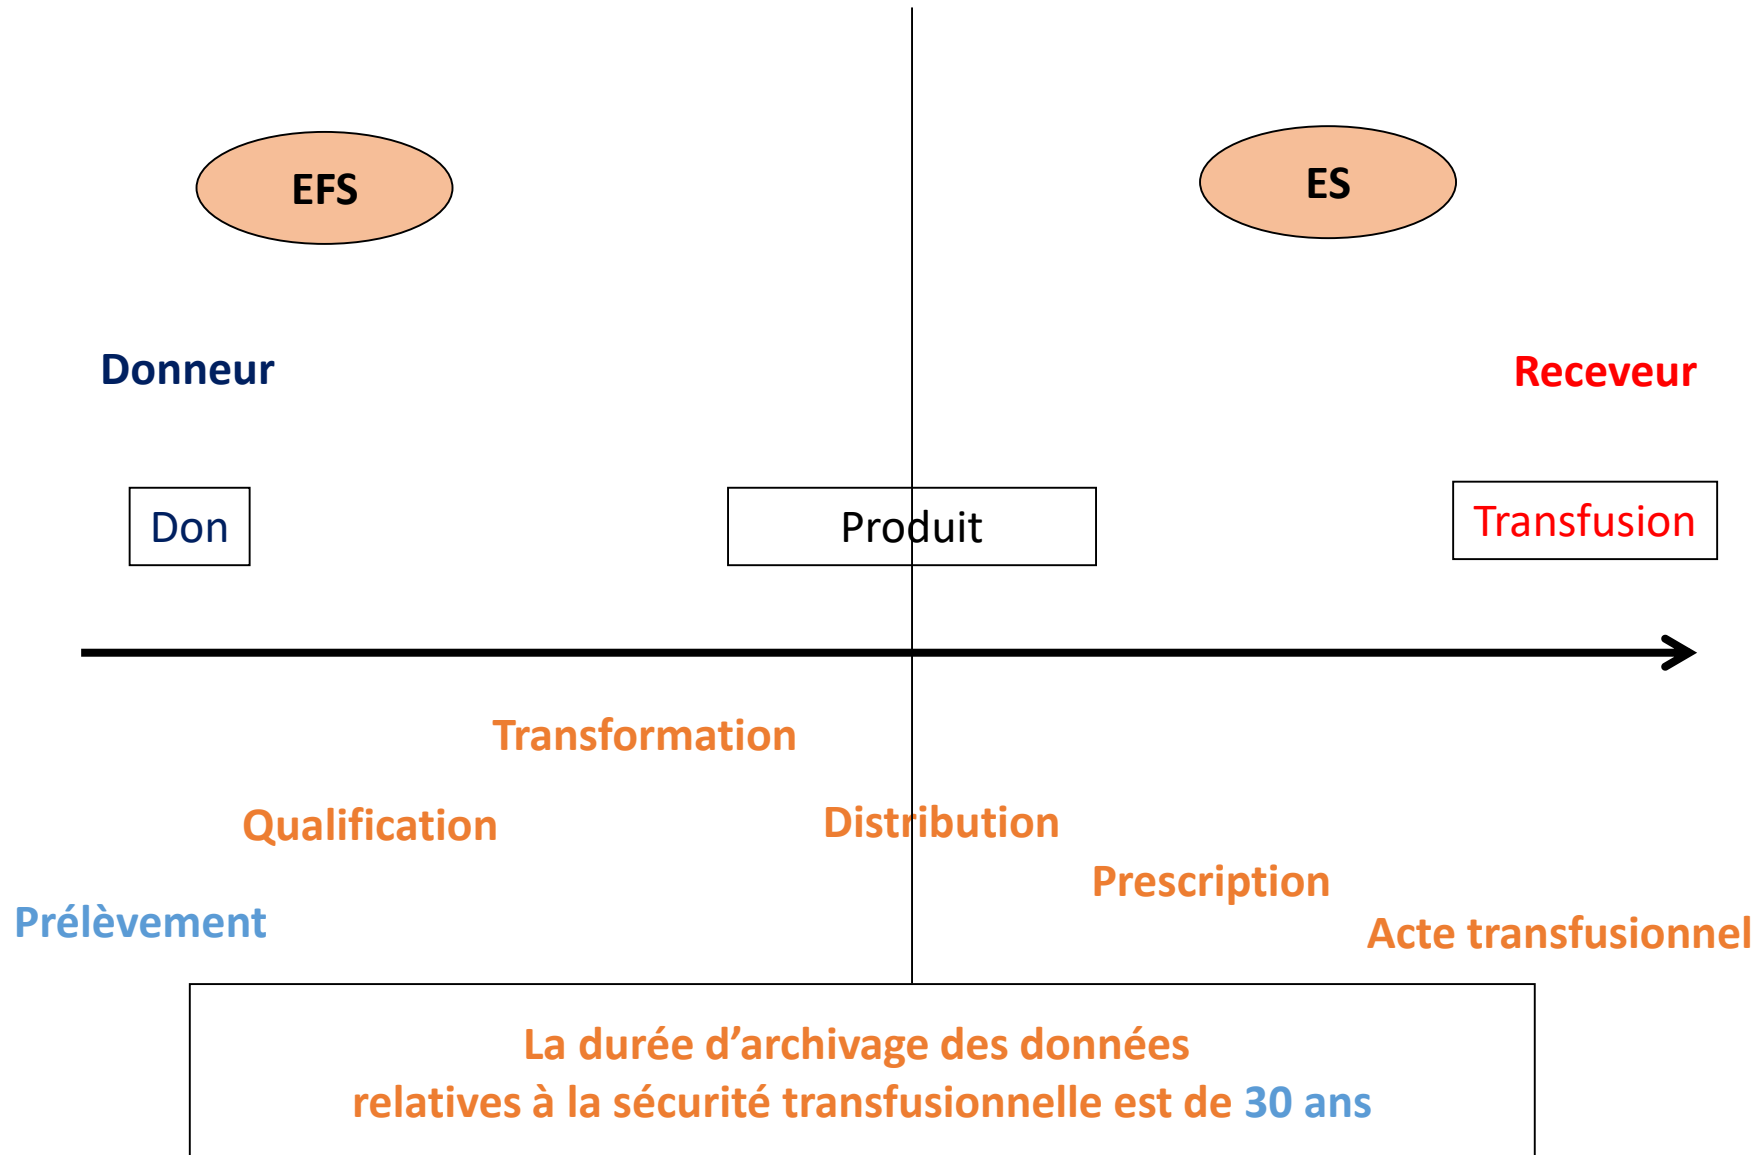 EFS
ES
Donneur
Receveur
Don
Produit
Transfusion
Transformation
Qualification
Distribution
Prescription
Prélèvement
Acte transfusionnel
La durée d’archivage des données
relatives à la sécurité transfusionnelle est de 30 ans